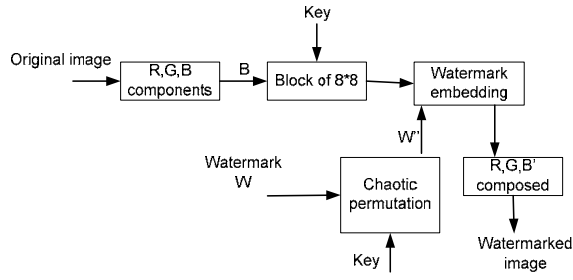 Key
Original image
R,G,B
components
B
Block of 8*8
Watermark
embedding
W''
Watermark
W
Chaotic
permutation
R,G,B'
composed
Key
Watermarked
image